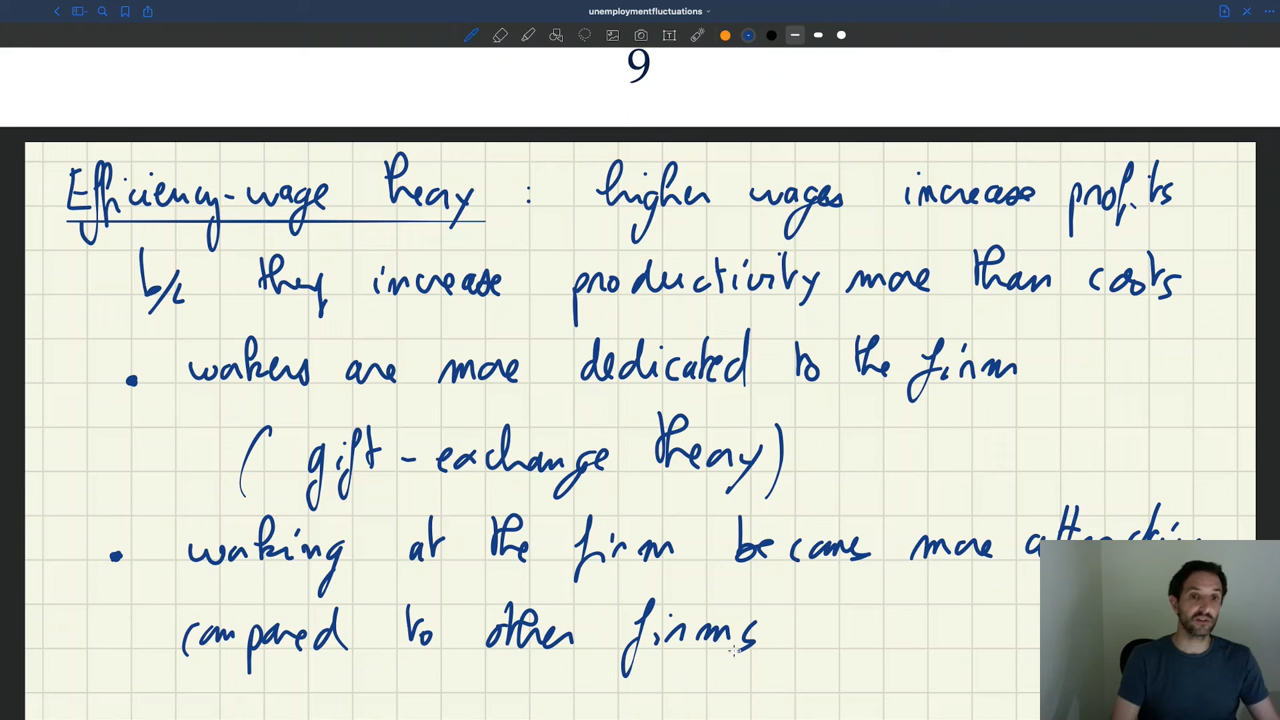 unemploymentfluctuations
9
Efficiency-wage theory : higher wages increase profits
b/c they increase productivity more than costs
• workers are more dedicated to the firm
( gift-exchange theory )
• working at the firm becomes more
compared to other firms